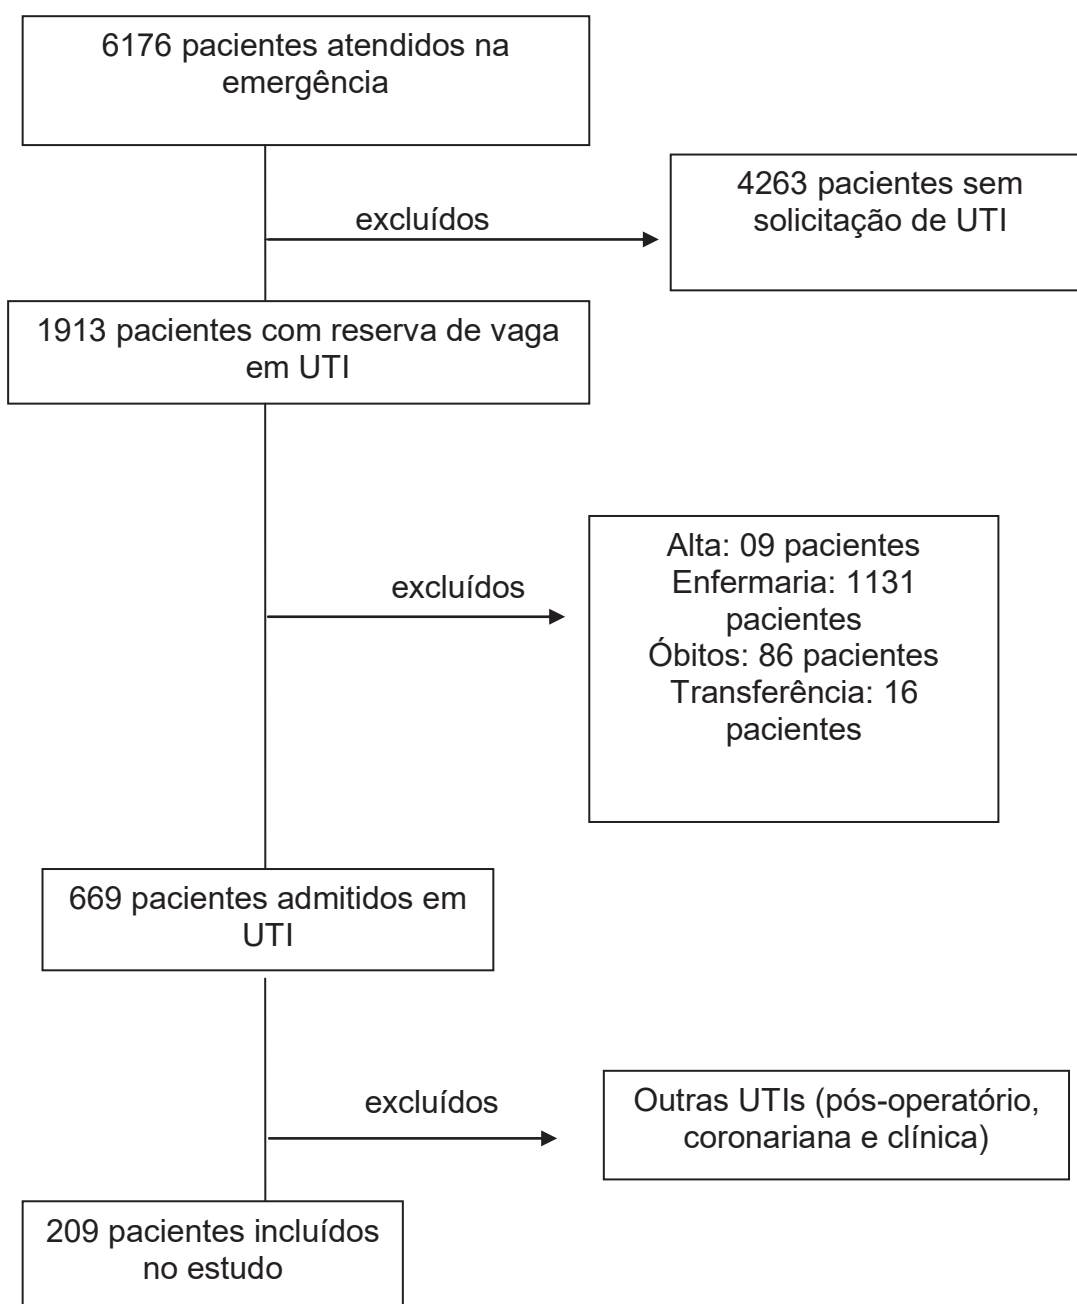 6176 pacientes atendidos na
emergência
excluídos
4263 pacientes sem
solicitação de UTI
1913 pacientes com reserva de vaga
em UTI
excluídos
Alta: 09 pacientes
Enfermaria: 1131
pacientes
Óbitos: 86 pacientes
Transferência: 16
pacientes
669 pacientes admitidos em
UTI
excluídos
Outras UTIs (pós-operatório,
coronariana e clínica)
209 pacientes incluídos
no estudo